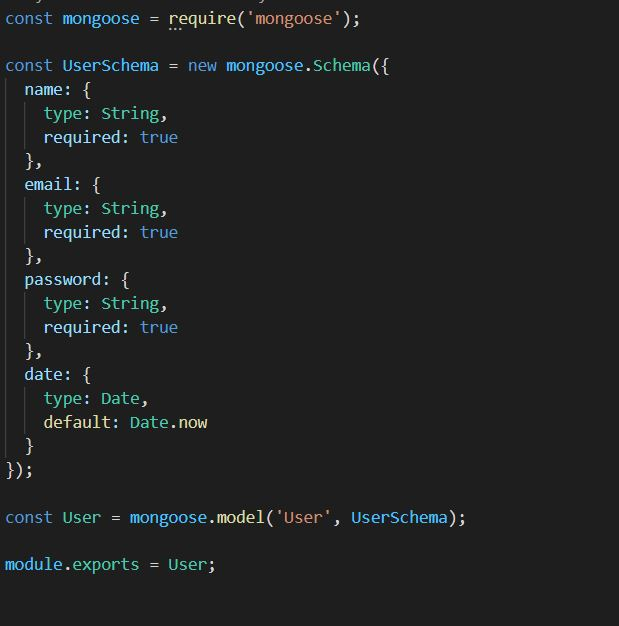 const mongoose = require('mongoose');
const UserSchema = new mongoose.Schema({
  name: {
    type: String,
    required: true
  },
  email: {
    type: String,
    required: true
  },
  password: {
    type: String,
    required: true
  },
  date: {
    type: Date,
    default: Date.now
  }
});
const User = mongoose.model('User', UserSchema);
module.exports = User;